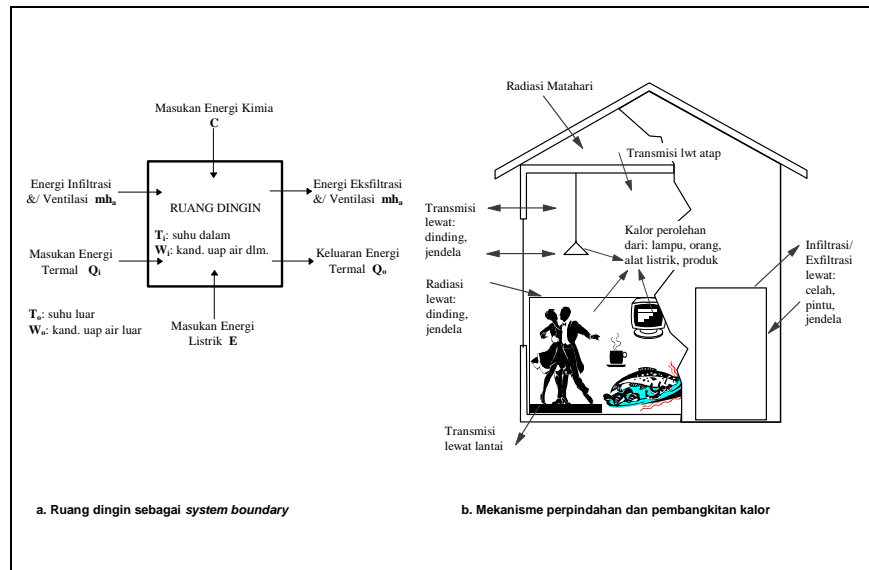 Masukan Energi Kimia
C
Energi Infiltrasi
&/ Ventilasi mhₐ
Energi Eksfiltrasi
&/ Ventilasi mhₐ
RUANG DINGIN
Tᵢ: suhu dalam
Wᵢ: kand. uap air dlm.
Masukan Energi
Termal Qᵢ
Keluaran Energi
Termal Qₒ
Tₒ: suhu luar
Wₒ: kand. uap air luar
Masukan Energi
Listrik E
a. Ruang dingin sebagai system boundary
Radiasi Matahari
Transmisi lwt atap
Transmisi
lewat:
dinding,
jendela
Kalor perolehan
dari: lampu, orang,
alat listrik, produk
Infiltrasi/
Exfiltrasi
lewat:
celah,
pintu,
jendela
Radiasi
lewat:
dinding,
jendela
Transmisi
lewat lantai
b. Mekanisme perpindahan dan pembangkitan kalor